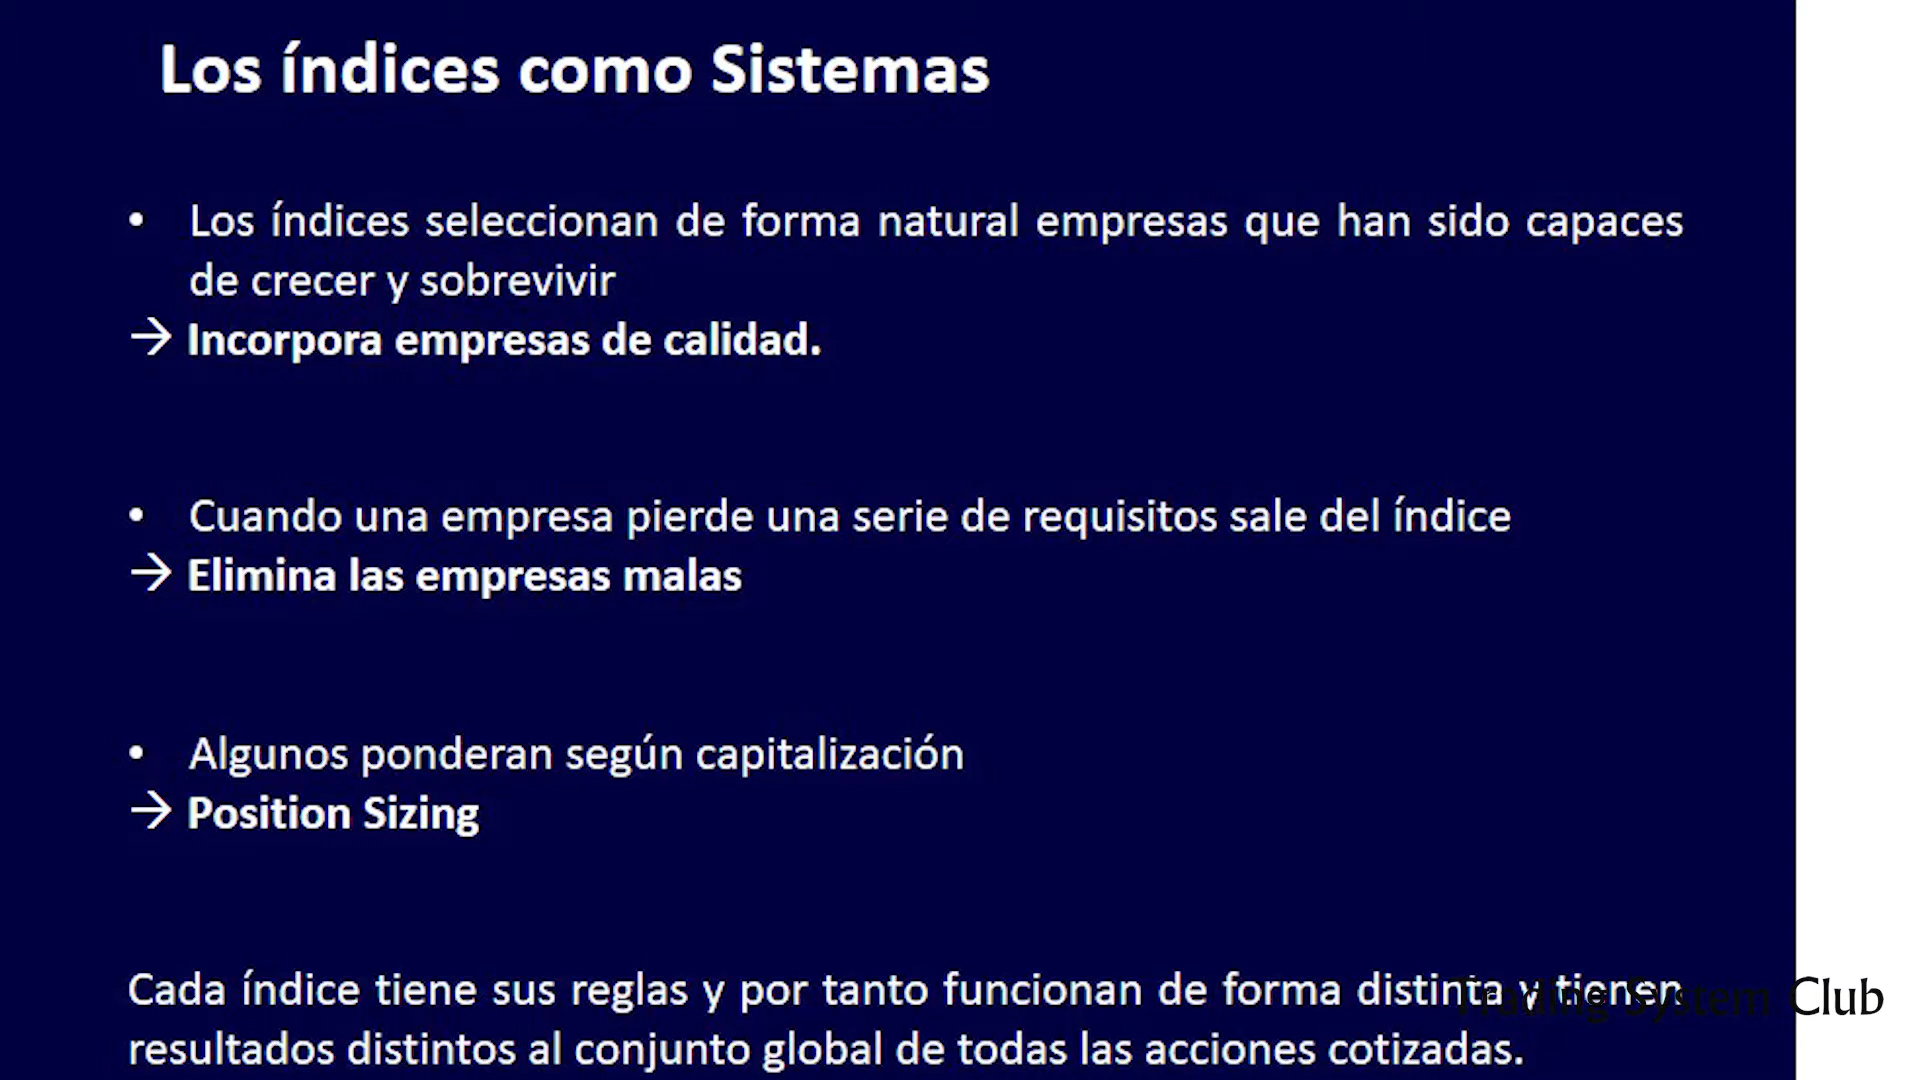 Los índices como Sistemas
• Los índices seleccionan de forma natural empresas que han sido capaces
de crecer y sobrevivir
→ Incorpora empresas de calidad.
• Cuando una empresa pierde una serie de requisitos sale del índice
→ Elimina las empresas malas
• Algunos ponderan según capitalización
→ Position Sizing
Cada índice tiene sus reglas y por tanto funcionan de forma distinta y tienen
resultados distintos al conjunto global de todas las acciones cotizadas.
Trading System Club